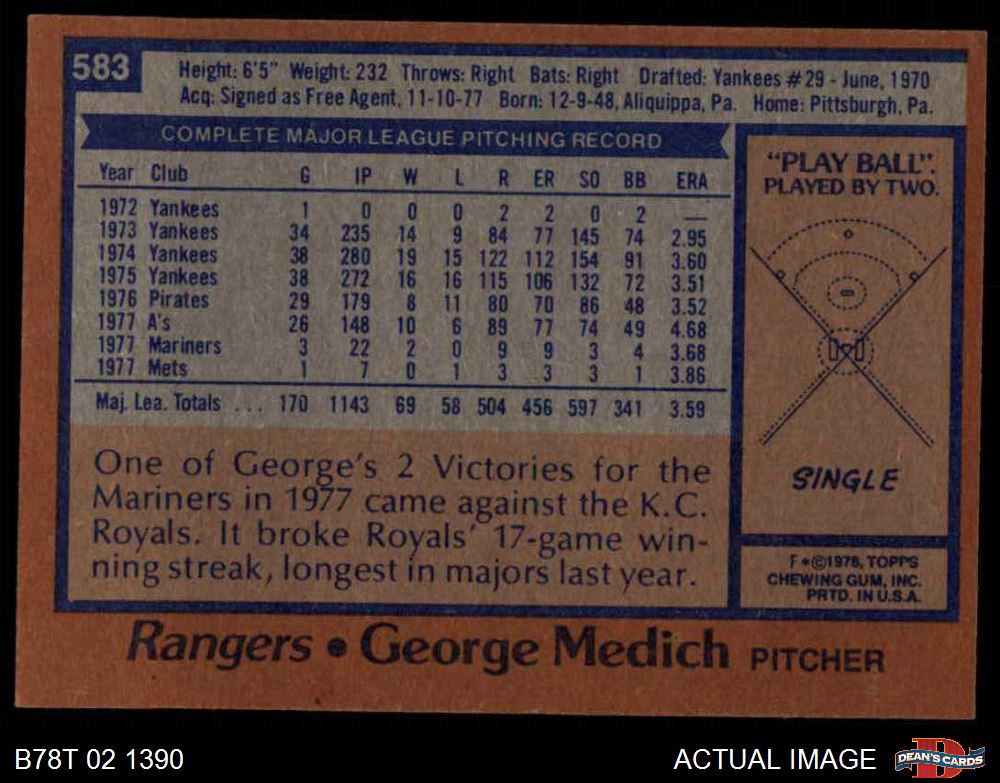 583
Height: 6'5" Weight: 232 Throws: Right Bats: Right Drafted: Yankees #29 - June, 1970
Acq: Signed as Free Agent, 11-10-77 Born: 12-9-48, Aliquippa, Pa. Home: Pittsburgh, Pa.
COMPLETE MAJOR LEAGUE PITCHING RECORD
Year Club G IP W L R ER SO BB ERA
1972 Yankees 1 0 0 0 2 2 0 2 —
1973 Yankees 34 235 14 9 84 77 145 74 2.95
1974 Yankees 38 280 19 15 122 112 154 91 3.60
1975 Yankees 38 272 16 16 115 106 132 72 3.51
1976 Pirates 29 179 8 11 80 70 86 48 3.52
1977 A's 26 148 10 6 89 77 74 49 4.68
1977 Mariners 3 22 2 0 9 9 3 4 3.68
1977 Mets 1 7 0 1 3 3 3 1 3.86
Maj. Lea. Totals ... 170 1143 69 58 504 456 597 341 3.59
One of George's 2 Victories for the
Mariners in 1977 came against the K.C.
Royals. It broke Royals' 17-game win-
ning streak, longest in majors last year.
"PLAY BALL".
PLAYED BY TWO.
SINGLE
F*©1978, TOPPS
CHEWING GUM, INC.
PRTD. IN U.S.A.
Rangers • George Medich PITCHER
B78T 02 1390
ACTUAL IMAGE
D
DEAN'S CARDS